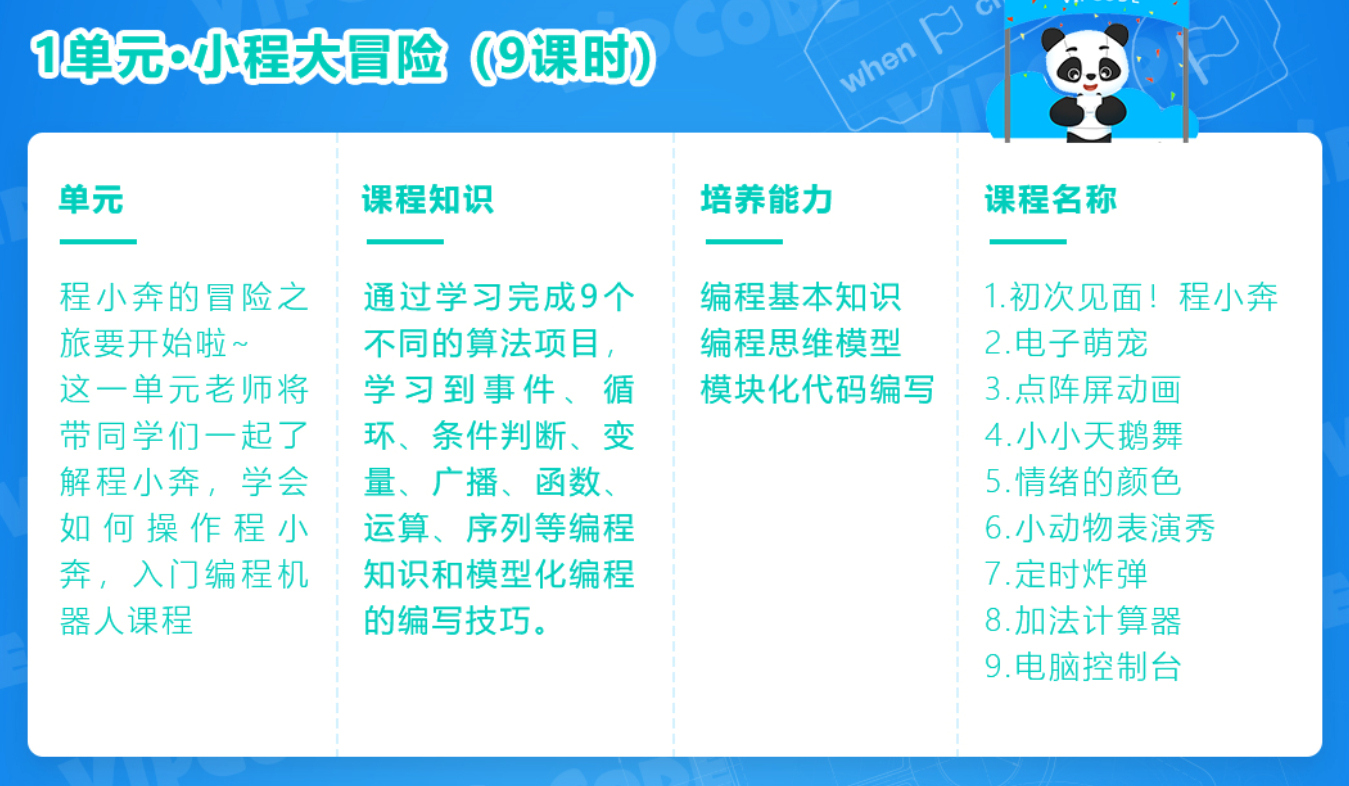 1单元·小程大冒险（9课时）
when
单元
程小奔的冒险之
旅要开始啦~
这一单元老师将
带同学们一起了
解程小奔，学会
如何操作程小
奔，入门编程机
器人课程
课程知识
通过学习完成9个
不同的算法项目，
学习到事件、循
环、条件判断、变
量、广播、函数、
运算、序列等编程
知识和模型化编程
的编写技巧。
培养能力
编程基本知识
编程思维模型
模块化代码编写
课程名称
1.初次见面！程小奔
2.电子萌宠
3.点阵屏动画
4.小小天鹅舞
5.情绪的颜色
6.小动物表演秀
7.定时炸弹
8.加法计算器
9.电脑控制台